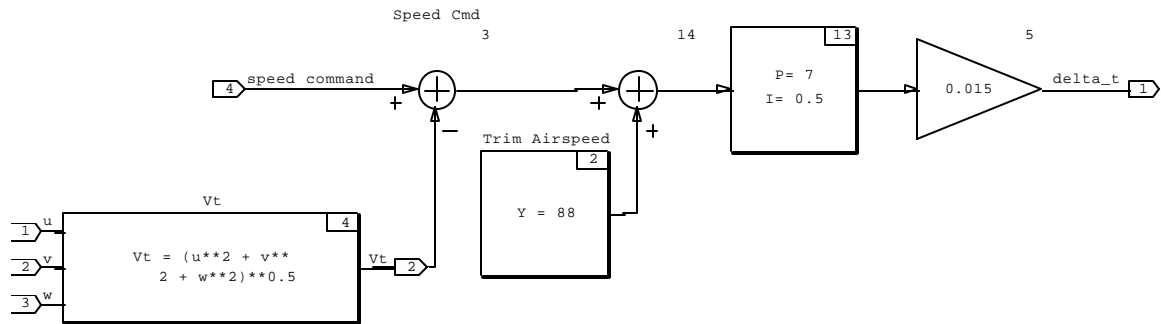 Speed Cmd
3
14
13
5
4
speed command
+
+
P= 7
I= 0.5
0.015
delta_t
1
−
+
Trim Airspeed
2
Y = 88
Vt
4
1
u
2
v
3
w
Vt = (u**2 + v**
2 + w**2)**0.5
Vt
2